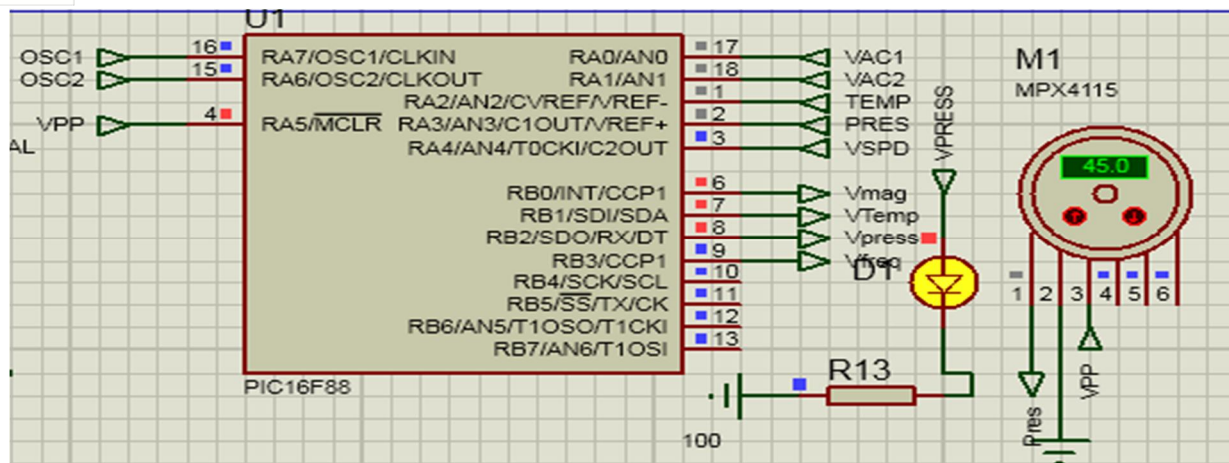 U1
OSC1
16
RA7/OSC1/CLKIN
RA0/AN0
17
VAC1
OSC2
15
RA6/OSC2/CLKOUT
RA1/AN1
18
VAC2
RA2/AN2/CVREF/VREF-
1
TEMP
VPP
4
RA5/MCLR
RA3/AN3/C1OUT/VREF+
2
PRES
AL
RA4/AN4/T0CKI/C2OUT
3
VSPD
RB0/INT/CCP1
6
Vmag
RB1/SDI/SDA
7
VTemp
RB2/SDO/RX/DT
8
Vpress
RB3/CCP1
9
Vfreq
RB4/SCK/SCL
10
RB5/SS/TX/CK
11
RB6/AN5/T1OSO/T1CKI
12
RB7/AN6/T1OSI
13
PIC16F88
VPRESS
D1
R13
100
M1
MPX4115
45.0
1
2
3
4
5
6
Pres
VPP